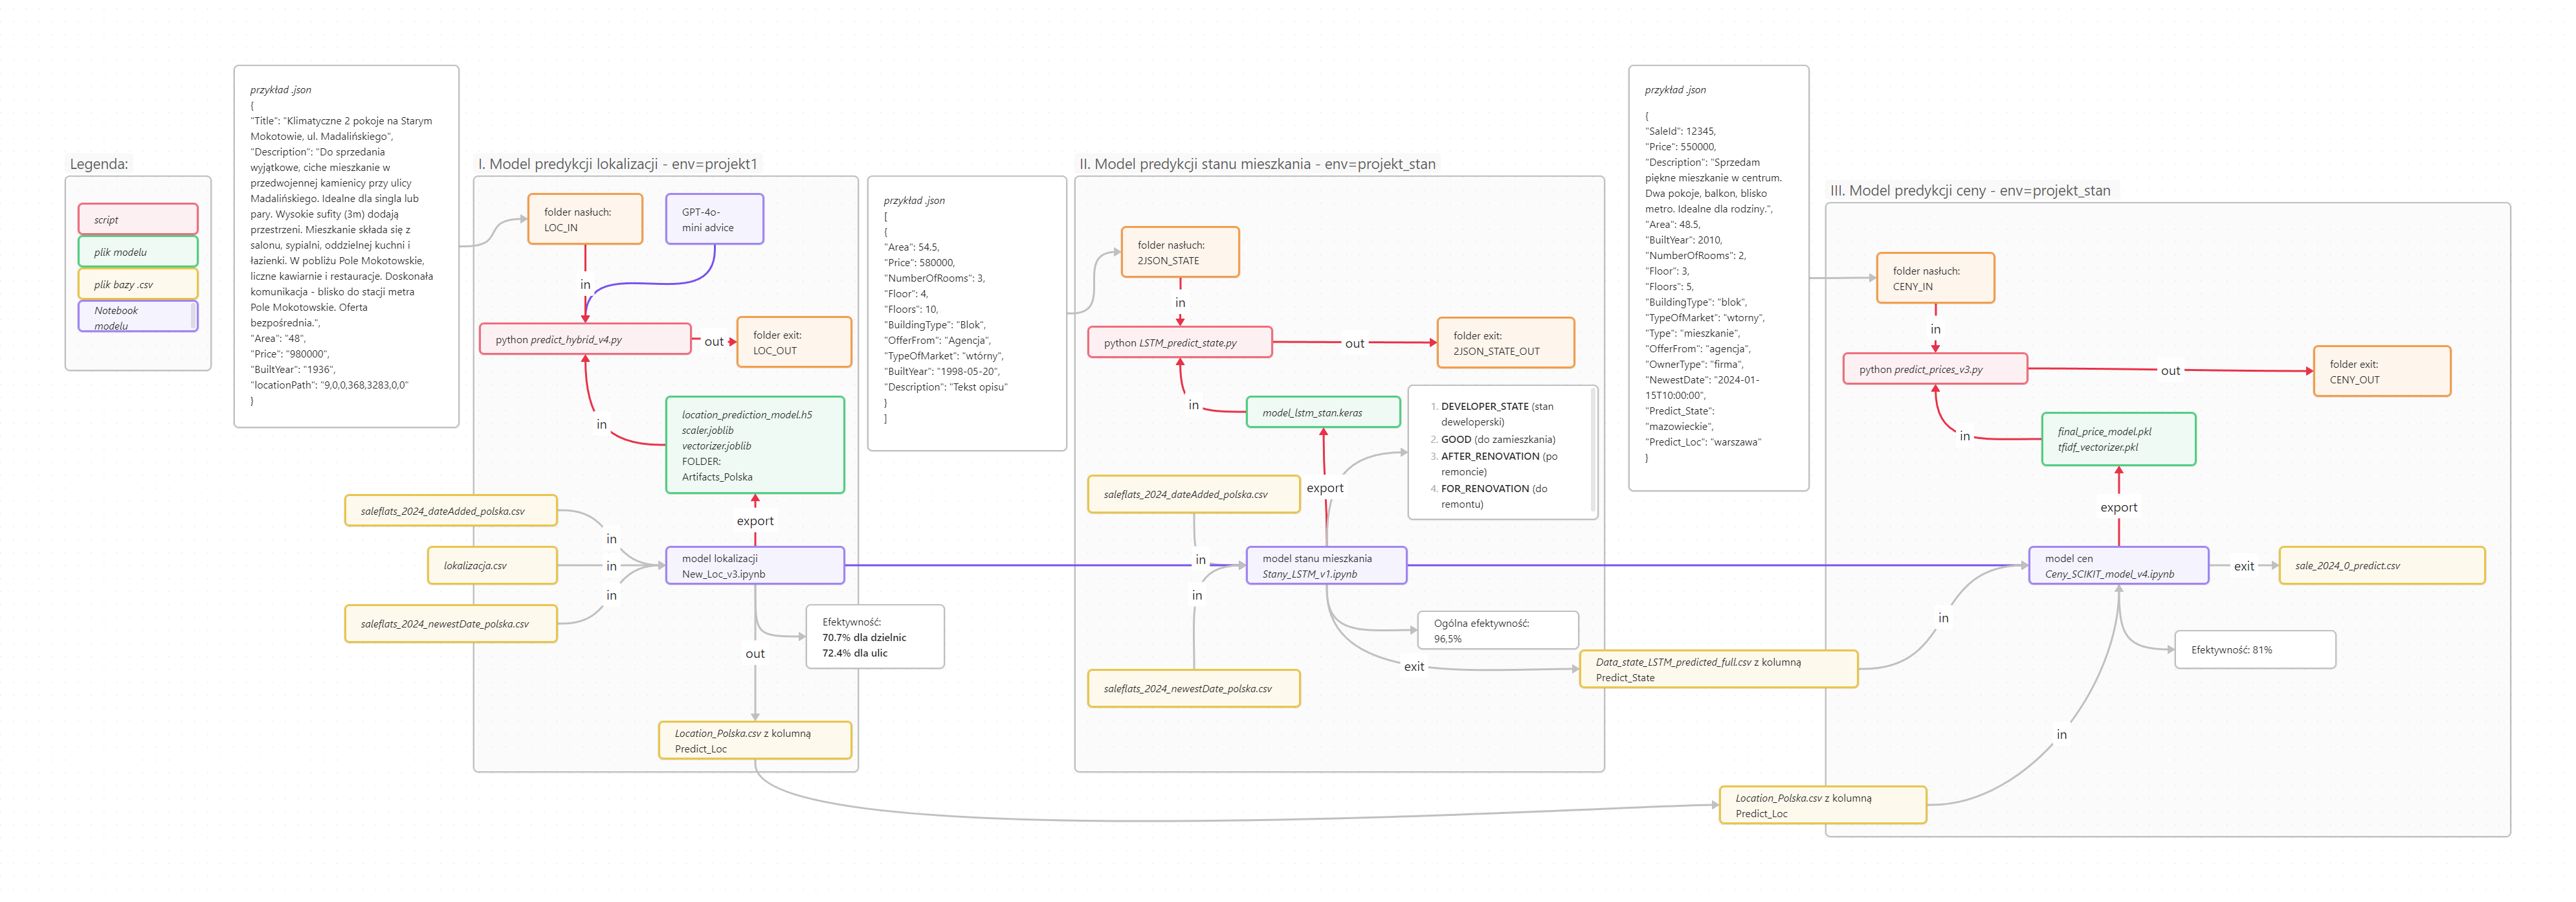 Legenda:
script
plik modelu
plik bazy .csv
Notebook
modelu
przykład .json
{
"Title": "Klimatyczne 2 pokoje na Starym
Mokotowie, ul. Madalińskiego",
"Description": "Do sprzedania
wyjątkowe, ciche mieszkanie w
przedwojennej kamienicy przy ulicy
Madalińskiego. Idealne dla singla lub
pary. Wysokie sufity (3m) dodają
przestrzeni. Mieszkanie składa się z
salonu, sypialni, oddzielnej kuchni i
łazienki. W pobliżu Pole Mokotowskie,
liczne kawiarnie i restauracje. Doskonała
komunikacja - blisko do stacji metra
Pole Mokotowskie. Oferta
bezpośrednia.",
"Area": "48",
"Price": "980000",
"BuiltYear": "1936",
"locationPath": "9,0,0,368,3283,0,0"
}
I. Model predykcji lokalizacji - env=projekt1
folder nasłuch:
LOC_IN
GPT-4o-
mini advice
in
python predict_hybrid_v4.py
out
folder exit:
LOC_OUT
in
location_prediction_model.h5
scaler.joblib
vectorizer.joblib
FOLDER:
Artifacts_Polska
export
saleflats_2024_dateAdded_polska.csv
in
lokalizacja.csv
in
saleflats_2024_newestDate_polska.csv
in
model lokalizacji
New_Loc_v3.ipynb
Efektywność:
70.7% dla dzielnic
72.4% dla ulic
out
Location_Polska.csv z kolumną
Predict_Loc
przykład .json
[
{
"Area": 54.5,
"Price": 580000,
"NumberOfRooms": 3,
"Floor": 4,
"Floors": 10,
"BuildingType": "Blok",
"OfferFrom": "Agencja",
"TypeOfMarket": "wtórny",
"BuiltYear": "1998-05-20",
"Description": "Tekst opisu"
}
]
II. Model predykcji stanu mieszkania - env=projekt_stan
folder nasłuch:
2JSON_STATE
in
python LSTM_predict_state.py
out
folder exit:
2JSON_STATE_OUT
in
model_lstm_stan.keras
1. DEVELOPER_STATE (stan
deweloperski)
2. GOOD (do zamieszkania)
3. AFTER_RENOVATION (po
remoncie)
4. FOR_RENOVATION (do
remontu)
export
saleflats_2024_dateAdded_polska.csv
in
in
model stanu mieszkania
Stany_LSTM_v1.ipynb
saleflats_2024_newestDate_polska.csv
Ogólna efektywność:
96,5%
exit
Data_state_LSTM_predicted_full.csv z kolumną
Predict_State
przykład .json
{
"SaleId": 12345,
"Price": 550000,
"Description": "Sprzedam
piękne mieszkanie w centrum.
Dwa pokoje, balkon, blisko
metro. Idealne dla rodziny.",
"Area": 48.5,
"BuiltYear": 2010,
"NumberOfRooms": 2,
"Floor": 3,
"Floors": 5,
"BuildingType": "blok",
"TypeOfMarket": "wtorny",
"Type": "mieszkanie",
"OfferFrom": "agencja",
"OwnerType": "firma",
"NewestDate": "2024-01-
15T10:00:00",
"Predict_State":
"mazowieckie",
"Predict_Loc": "warszawa"
}
III. Model predykcji ceny - env=projekt_stan
folder nasłuch:
CENY_IN
in
python predict_prices_v3.py
out
folder exit:
CENY_OUT
in
final_price_model.pkl
tfidf_vectorizer.pkl
export
model cen
Ceny_SCIKIT_model_v4.ipynb
exit
sale_2024_0_predict.csv
in
Efektywność: 81%
in
Location_Polska.csv z kolumną
Predict_Loc